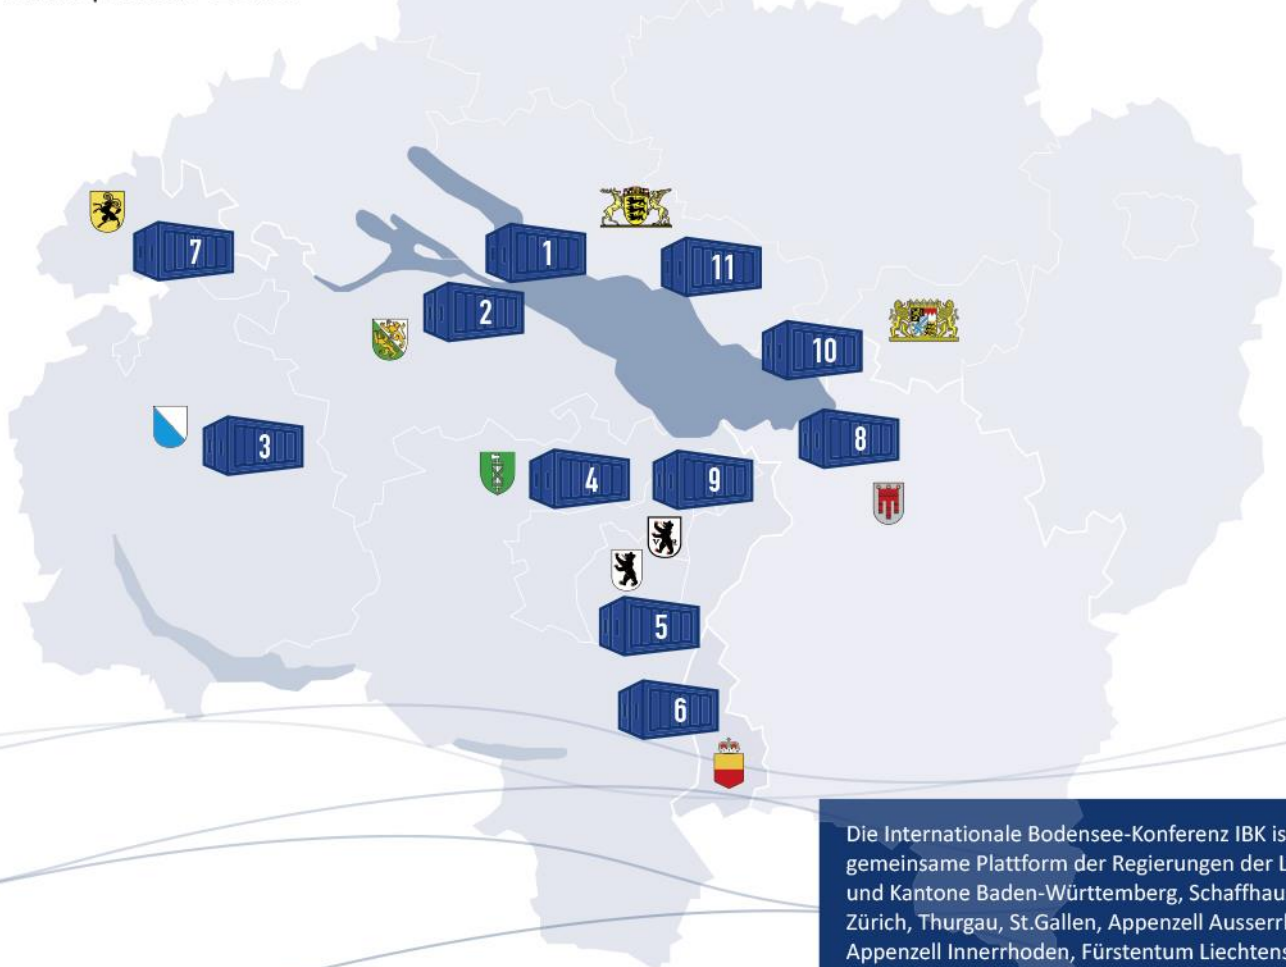 1
11
7
2
10
8
3
4
9
5
6
Die Internationale Bodensee-Konferenz IBK is
gemeinsame Plattform der Regierungen der L
und Kantone Baden-Württemberg, Schaffhau
Zürich, Thurgau, St.Gallen, Appenzell Ausserr
Appenzell Innerrhoden, Fürstentum Liechtens